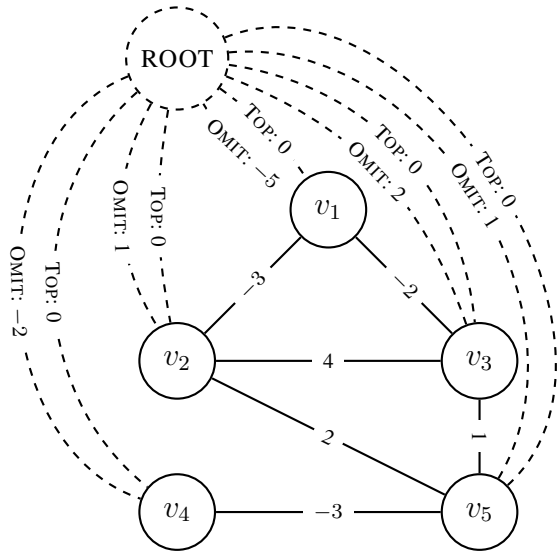 ROOT
TOP: 0
OMIT: −5
TOP: 0
OMIT: 2
TOP: 0
OMIT: 1
OMIT: 1
TOP: 0
OMIT: −2
TOP: 0
v1
−3
−2
v2
4
v3
2
1
v4
−3
v5